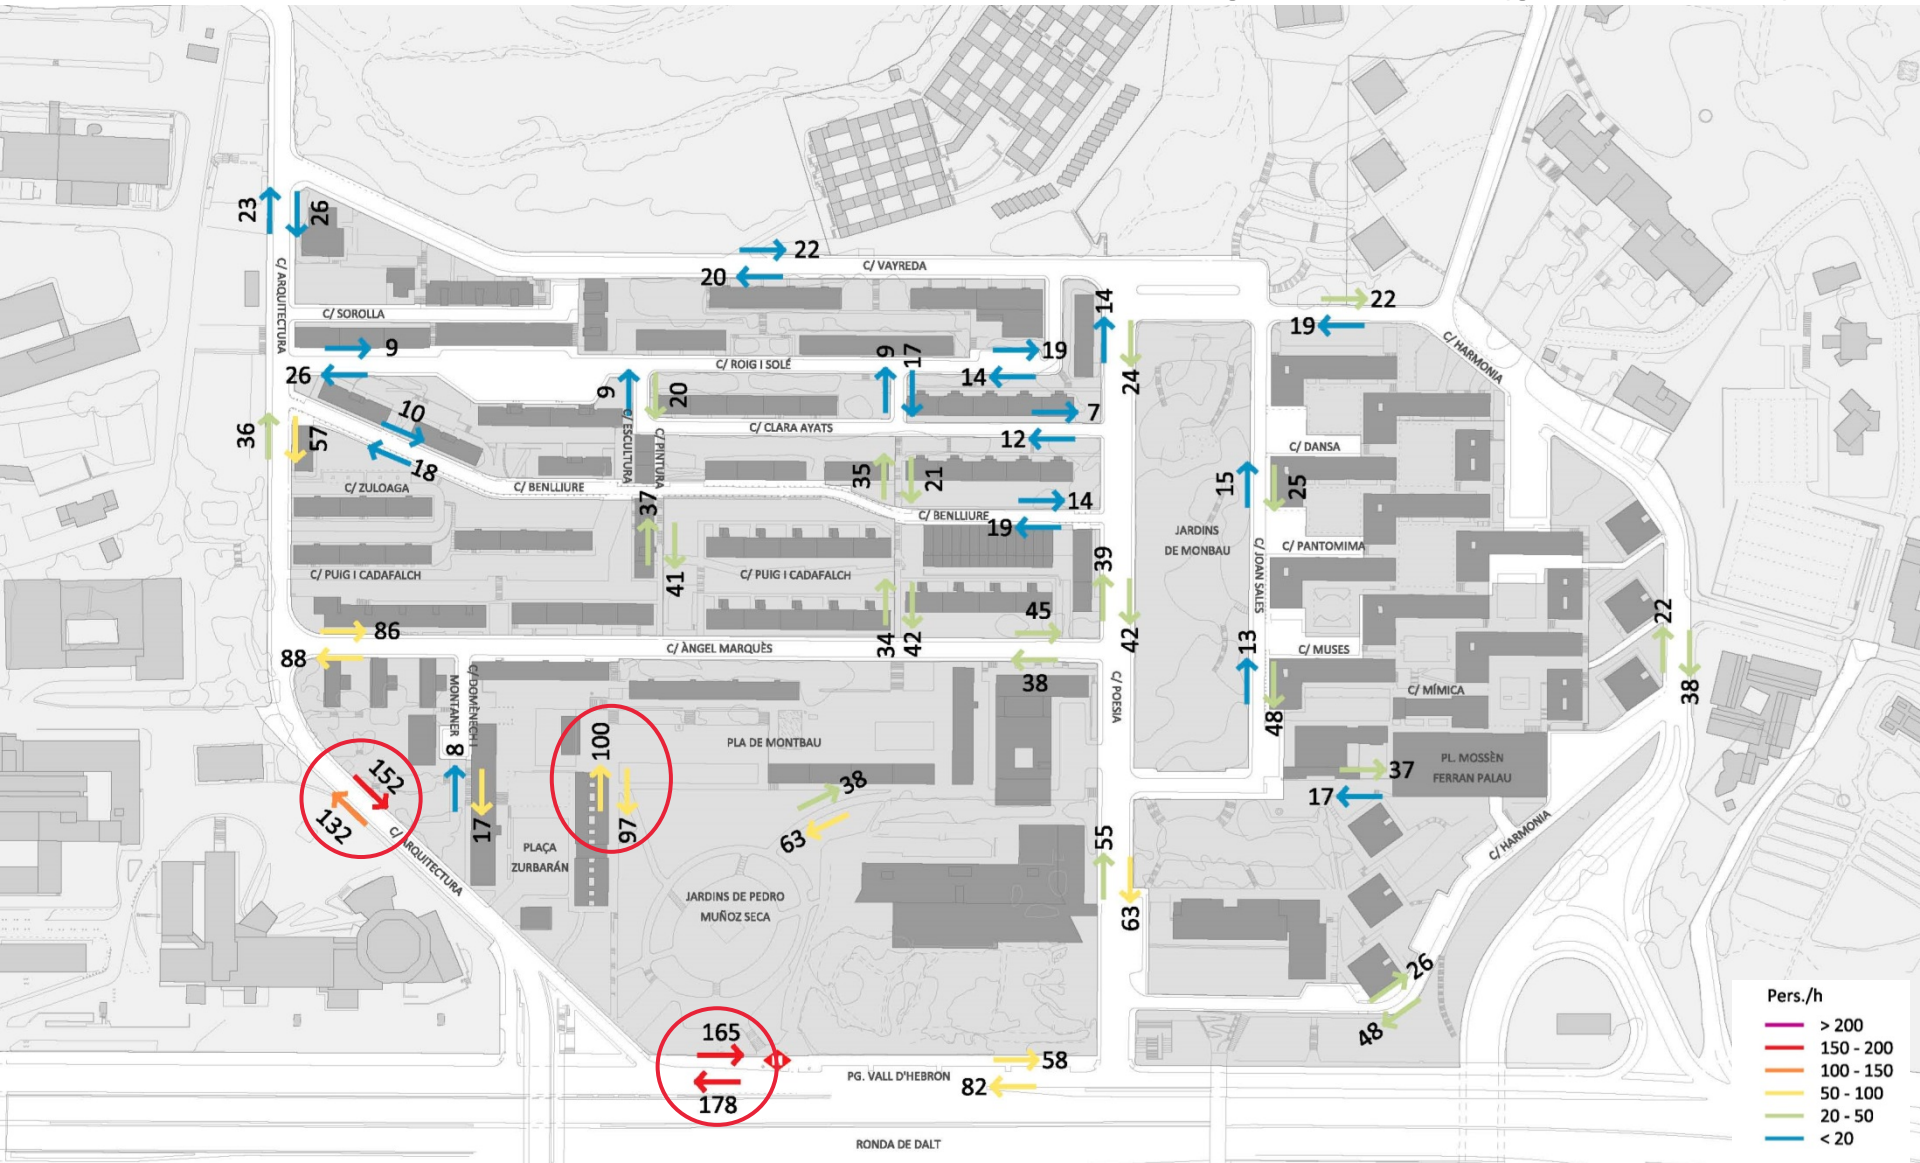 23
26
22
C/ VAYREDA
20
C/ ARQUITECTURA
C/ SOROLLA
14
22
19
C/ HARMONIA
9
C/ ROIG I SOLÉ
9
17
19
14
24
26
10
9
20
7
C/ CLARA AYATS
12
36
57
18
C/ ESCULTURA
C/ PINTURA
35
21
C/ DANSA
15
25
C/ ZULOAGA
C/ BENLLIURE
37
14
C/ BENLLIURE
19
JARDINS
DE MONBAU
C/ PANTOMIMA
39
C/ PUIG I CADAFALCH
41
C/ PUIG I CADAFALCH
C/ JOAN SALES
45
22
86
C/ ÀNGEL MARQUÈS
34
42
42
13
C/ MUSES
88
38
38
C/ DOMÈNECH I
MONTANER
C/ POESIA
C/ MÍMICA
48
8
100
PLA DE MONTBAU
PL. MOSSÈN
FERRAN PALAU
152
38
37
17
132
17
97
63
55
C/ ARQUITECTURA
PLAÇA
ZURBARÁN
C/ HARMONIA
JARDINS DE PEDRO
MUÑOZ SECA
63
26
48
165
58
PG. VALL D'HEBRON
82
178
RONDA DE DALT
Pers./h
> 200
150 - 200
100 - 150
50 - 100
20 - 50
< 20